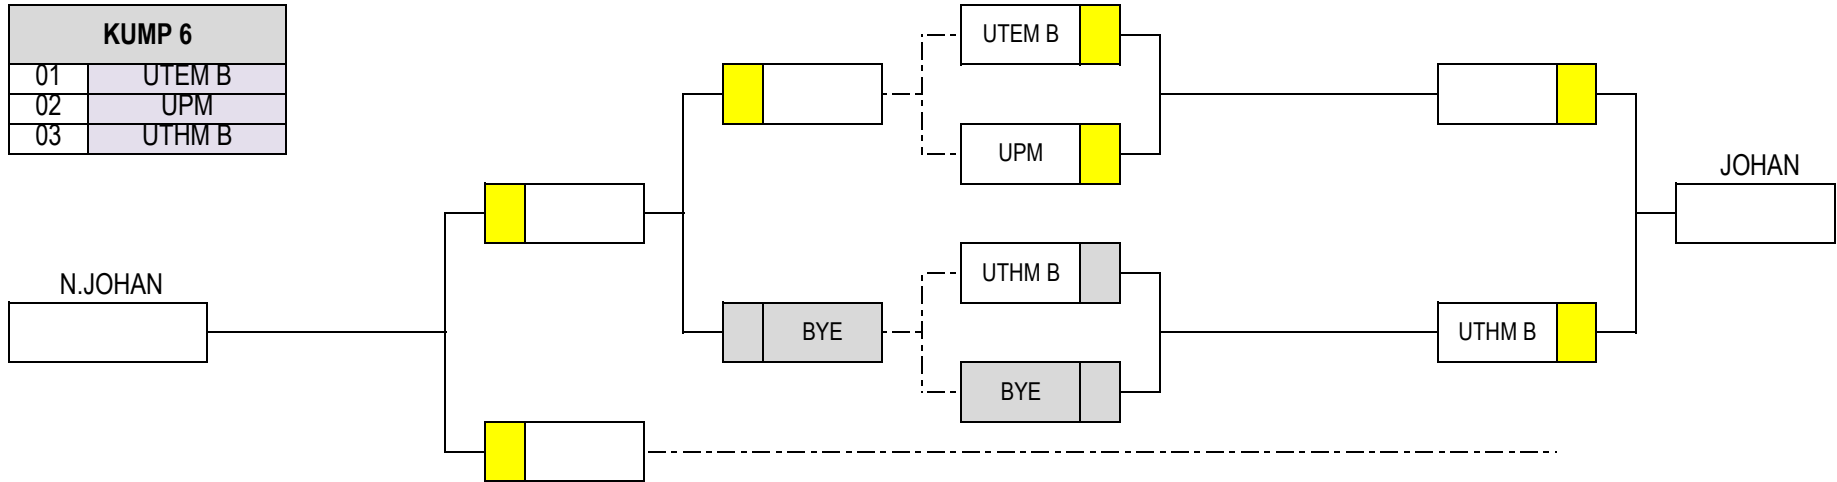 KUMP 6
01 UTEM B
02 UPM
03 UTHM B
UTEM B
UPM
JOHAN
UTHM B
N.JOHAN
BYE
UTHM B
BYE